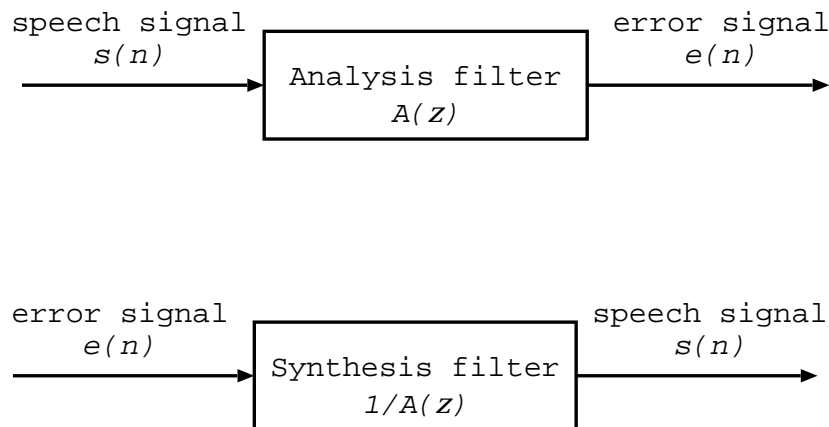 speech signal
s(n)
Analysis filter
A(z)
error signal
e(n)
error signal
e(n)
Synthesis filter
1/A(z)
speech signal
s(n)